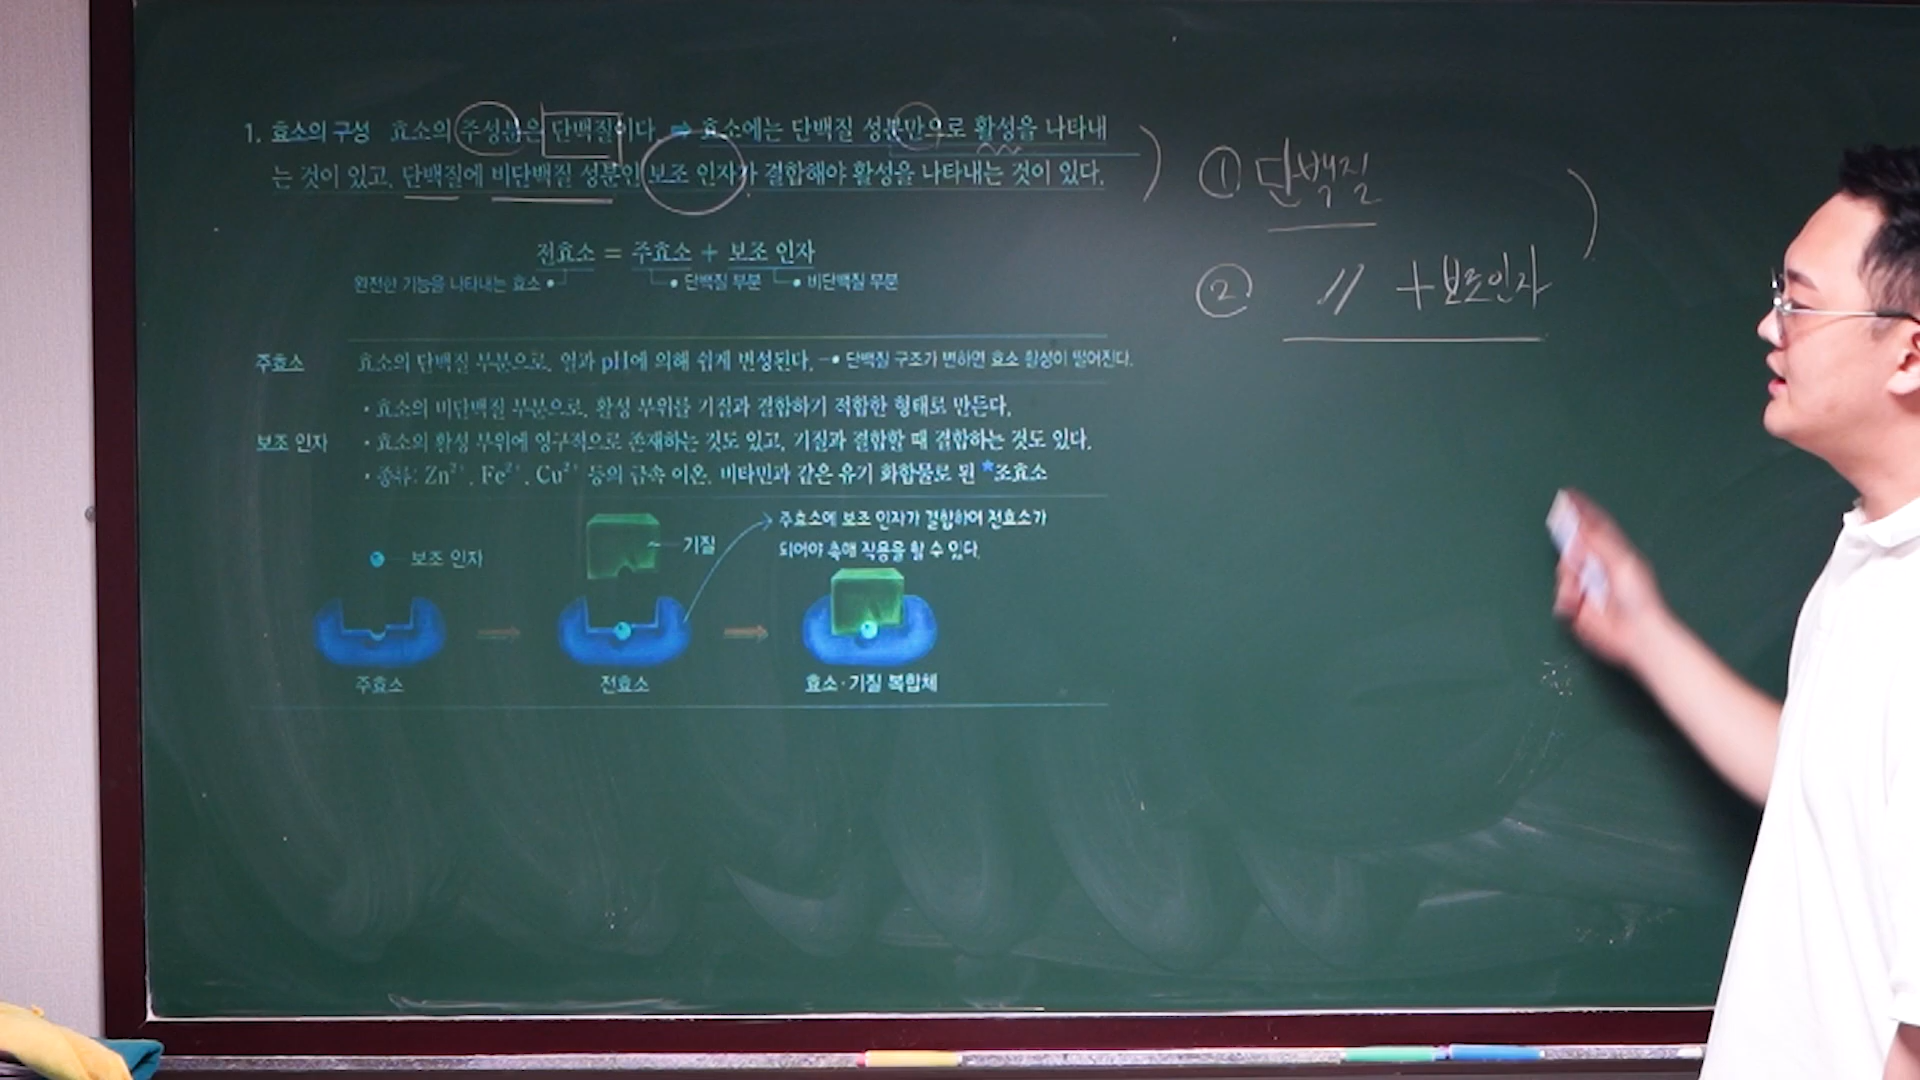 1. 효소의 구성 효소의 주성분은 단백질이다 ➡ 효소에는 단백질 성분만으로 활성을 나타내
는 것이 있고, 단백질에 비단백질 성분인 보조 인자가 결합해야 활성을 나타내는 것이 있다.
전효소 = 주효소 + 보조 인자
완전한 기능을 나타내는 효소 단백질 부분 비단백질 부분
주효소 효소의 단백질 부분으로, 열과 pH에 의해 쉽게 변성된다. 단백질 구조가 변하면 효소 활성이 떨어진다.
• 효소의 비단백질 부분으로, 활성 부위를 기질과 결합하기 적합한 형태로 만든다.
보조 인자 • 효소의 활성 부위에 영구적으로 존재하는 것도 있고, 기질과 결합할 때 결합하는 것도 있다.
• 종류: Zn²⁺, Fe²⁺, Cu²⁺ 등의 금속 이온, 비타민과 같은 유기 화합물로 된 *조효소
주효소에 보조 인자가 결합하여 전효소가
되어야 촉매 작용을 할 수 있다.
보조 인자
기질
주효소 전효소 효소·기질 복합체
① 단백질
② 〃 + 보조인자